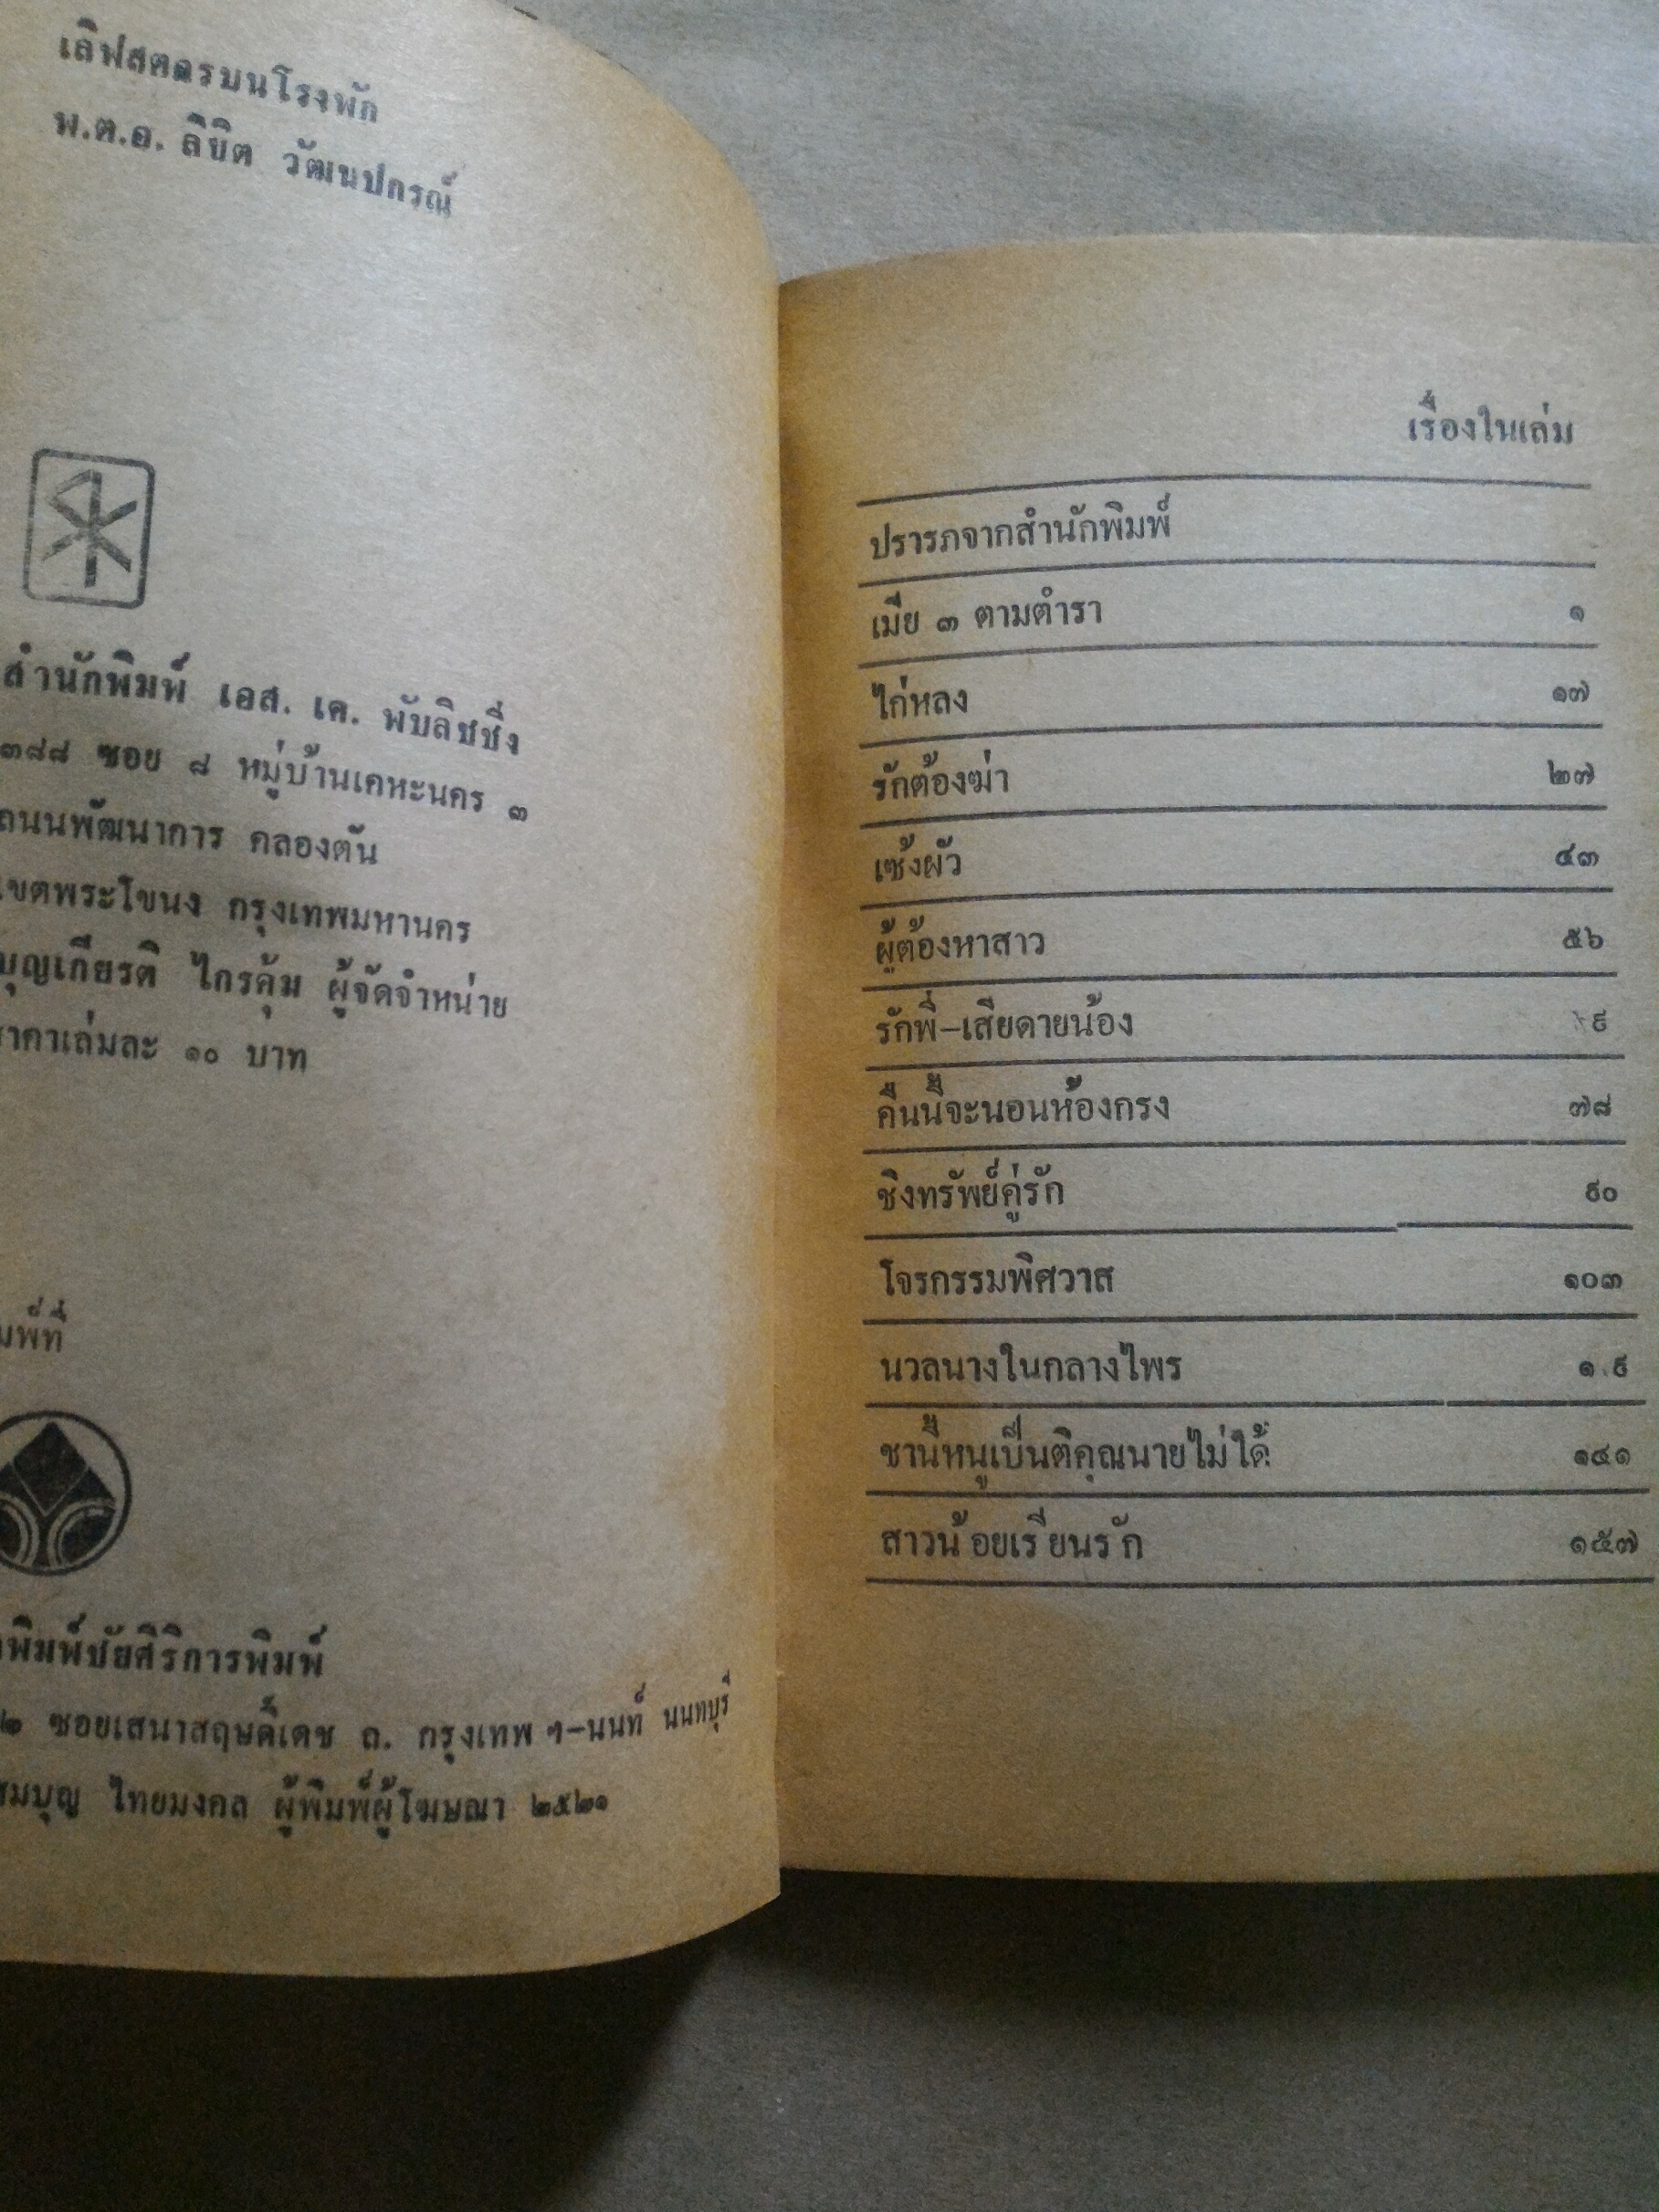 เลิฟสตอรบนโรงพัก
พ.ต.อ. ลิขิต วัฒนปกรณ์
สำนักพิมพ์ เอส. เค. พับลิชชิ่ง
๓๘๘ ซอย ๘ หมู่บ้านเคหะนคร ๓
ถนนพัฒนาการ คลองตัน
เขตพระโขนง กรุงเทพมหานคร
บุญเกียรติ ไกรคุ้ม ผู้จัดจำหน่าย
ราคาเล่มละ ๑๐ บาท
มพ์ที่
พิมพ์ชัยศิริการพิมพ์
๒ ซอยเสนาสฤษดิ์เดช ถ. กรุงเทพ ฯ-นนท์ นนทบุรี
สมบุญ ไทยมงคล ผู้พิมพ์ผู้โฆษณา ๒๕๒๑
เรื่องในเล่ม
ปรารภจากสำนักพิมพ์
เมีย ๓ ตามตำรา ๑
ไก่หลง ๑๗
รักต้องฆ่า ๒๗
เซ้งผัว ๔๓
ผู้ต้องหาสาว ๕๖
รักพี่-เสียดายน้อง ๙
คืนนี้จะนอนห้องกรง ๗๘
ชิงทรัพย์คู่รัก ๙๐
โจรกรรมพิศวาส ๑๐๓
นวลนางในกลางไพร ๑ ๙
ชานี้หนูเป็นติคุณนายไม่ได้ ๑๔๑
สาวน้อยเรียนรัก ๑๕๗